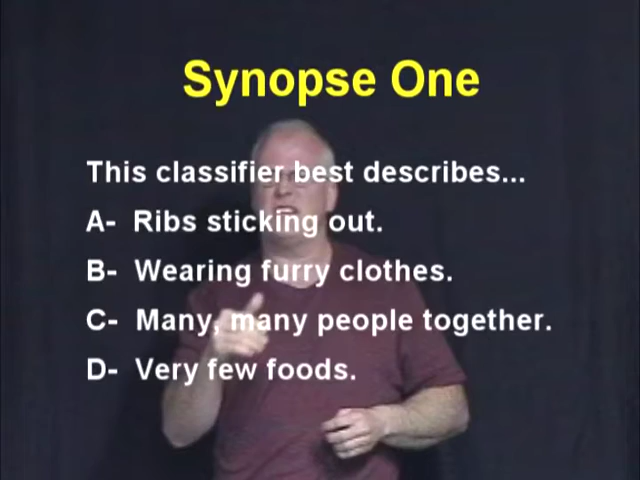 Synopse One
This classifier best describes...
A- Ribs sticking out.
B- Wearing furry clothes.
C- Many, many people together.
D- Very few foods.